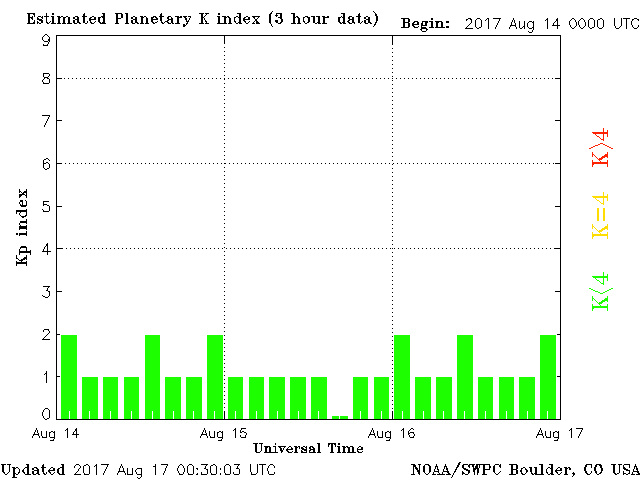 Estimated Planetary K index (3 hour data)
Begin: 2017 Aug 14 0000 UTC
9
8
7
6
5
4
3
2
1
0
Kp index
K>4
K=4
K<4
Aug 14
Aug 15
Aug 16
Aug 17
Universal Time
Updated 2017 Aug 17 00:30:03 UTC
NOAA/SWPC Boulder, CO USA